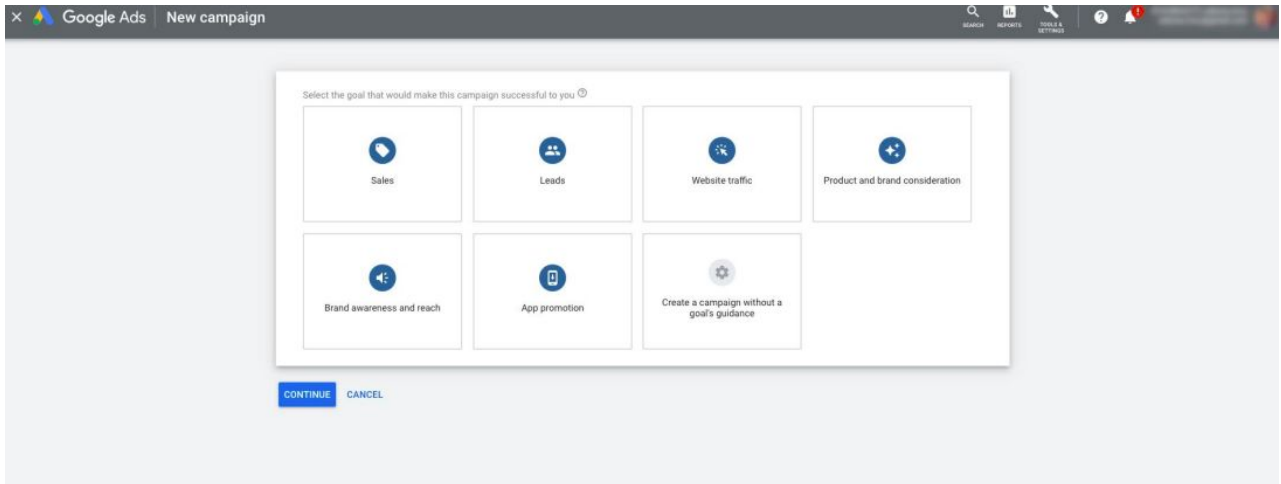 Google Ads New campaign
SEARCH REPORTS TOOLS & SETTINGS
Select the goal that would make this campaign successful to you
Sales
Leads
Website traffic
Product and brand consideration
Brand awareness and reach
App promotion
Create a campaign without a
goal's guidance
CONTINUE CANCEL